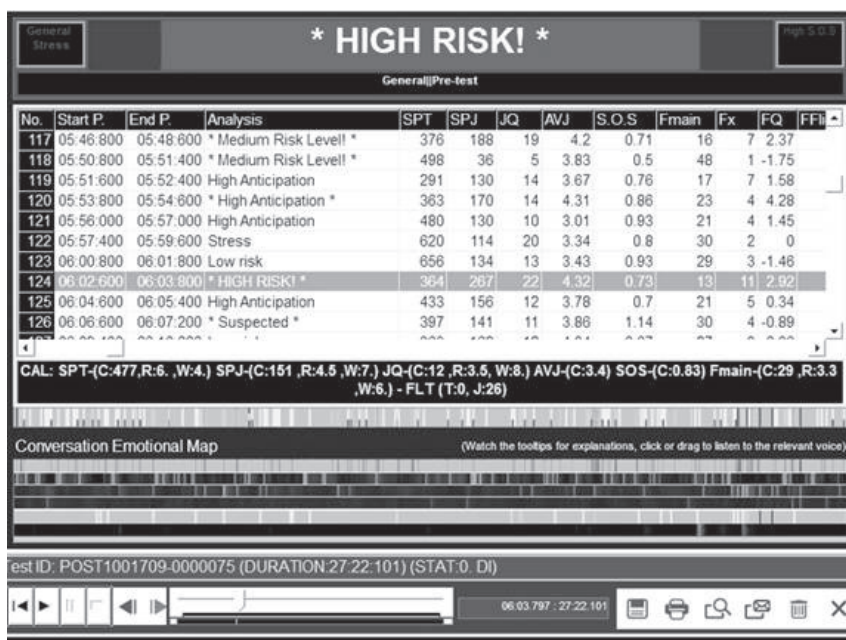 General
Stress
* HIGH RISK! *
High S.O.S
General||Pre-test
No. Start P. End P. Analysis SPT SPJ JQ AVJ S.O.S Fmain Fx FQ FFli
117 05:46:800 05:48:600 * Medium Risk Level! * 376 188 19 4.2 0.71 16 7 2.37
118 05:50:800 05:51:400 * Medium Risk Level! * 498 36 5 3.83 0.5 48 1 -1.75
119 05:51:600 05:52:400 High Anticipation 291 130 14 3.67 0.76 17 7 1.58
120 05:53:800 05:54:600 * High Anticipation * 363 170 14 4.31 0.86 23 4 4.28
121 05:56:000 05:57:000 High Anticipation 480 130 10 3.01 0.93 21 4 1.45
122 05:57:400 05:59:600 Stress 620 114 20 3.34 0.8 30 2 0
123 06:00:800 06:01:800 Low risk 656 134 13 3.43 0.93 29 3 -1.46
124 06:02:600 06:03:800 * HIGH RISK! * 364 267 22 4.32 0.73 13 11 2.92
125 06:04:600 06:05:400 High Anticipation 433 156 12 3.78 0.7 21 5 0.34
126 06:06:600 06:07:200 * Suspected * 397 141 11 3.86 1.14 30 4 -0.89
CAL: SPT-(C:477,R:6. ,W:4.) SPJ-(C:151 ,R:4.5 ,W:7.) JQ-(C:12 ,R:3.5, W:8.) AVJ-(C:3.4) SOS-(C:0.83) Fmain-(C:29 ,R:3.3
,W:6.) - FLT (T:0, J:26)
Conversation Emotional Map (Watch the tooltips for explanations, click or drag to listen to the relevant voice)
Test ID: POST1001709-0000075 (DURATION:27:22:101) (STAT:0. DI)
06:03.797 : 27:22.101